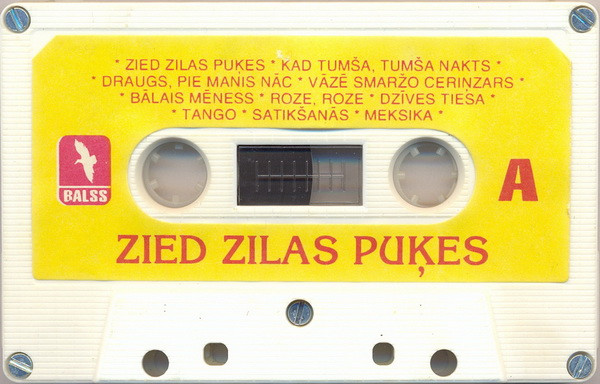 * ZIED ZILAS PUĶES * KAD TUMŠA, TUMŠA NAKTS *
* DRAUGS, PIE MANIS NĀC * VĀZĒ SMARŽO CERIŅZARS *
* BĀLAIS MĒNESS * ROZE, ROZE * DZĪVES TIESA *
* TANGO * SATIKŠANĀS * MEKSIKA *
BALSS
A
ZIED ZILAS PUĶES